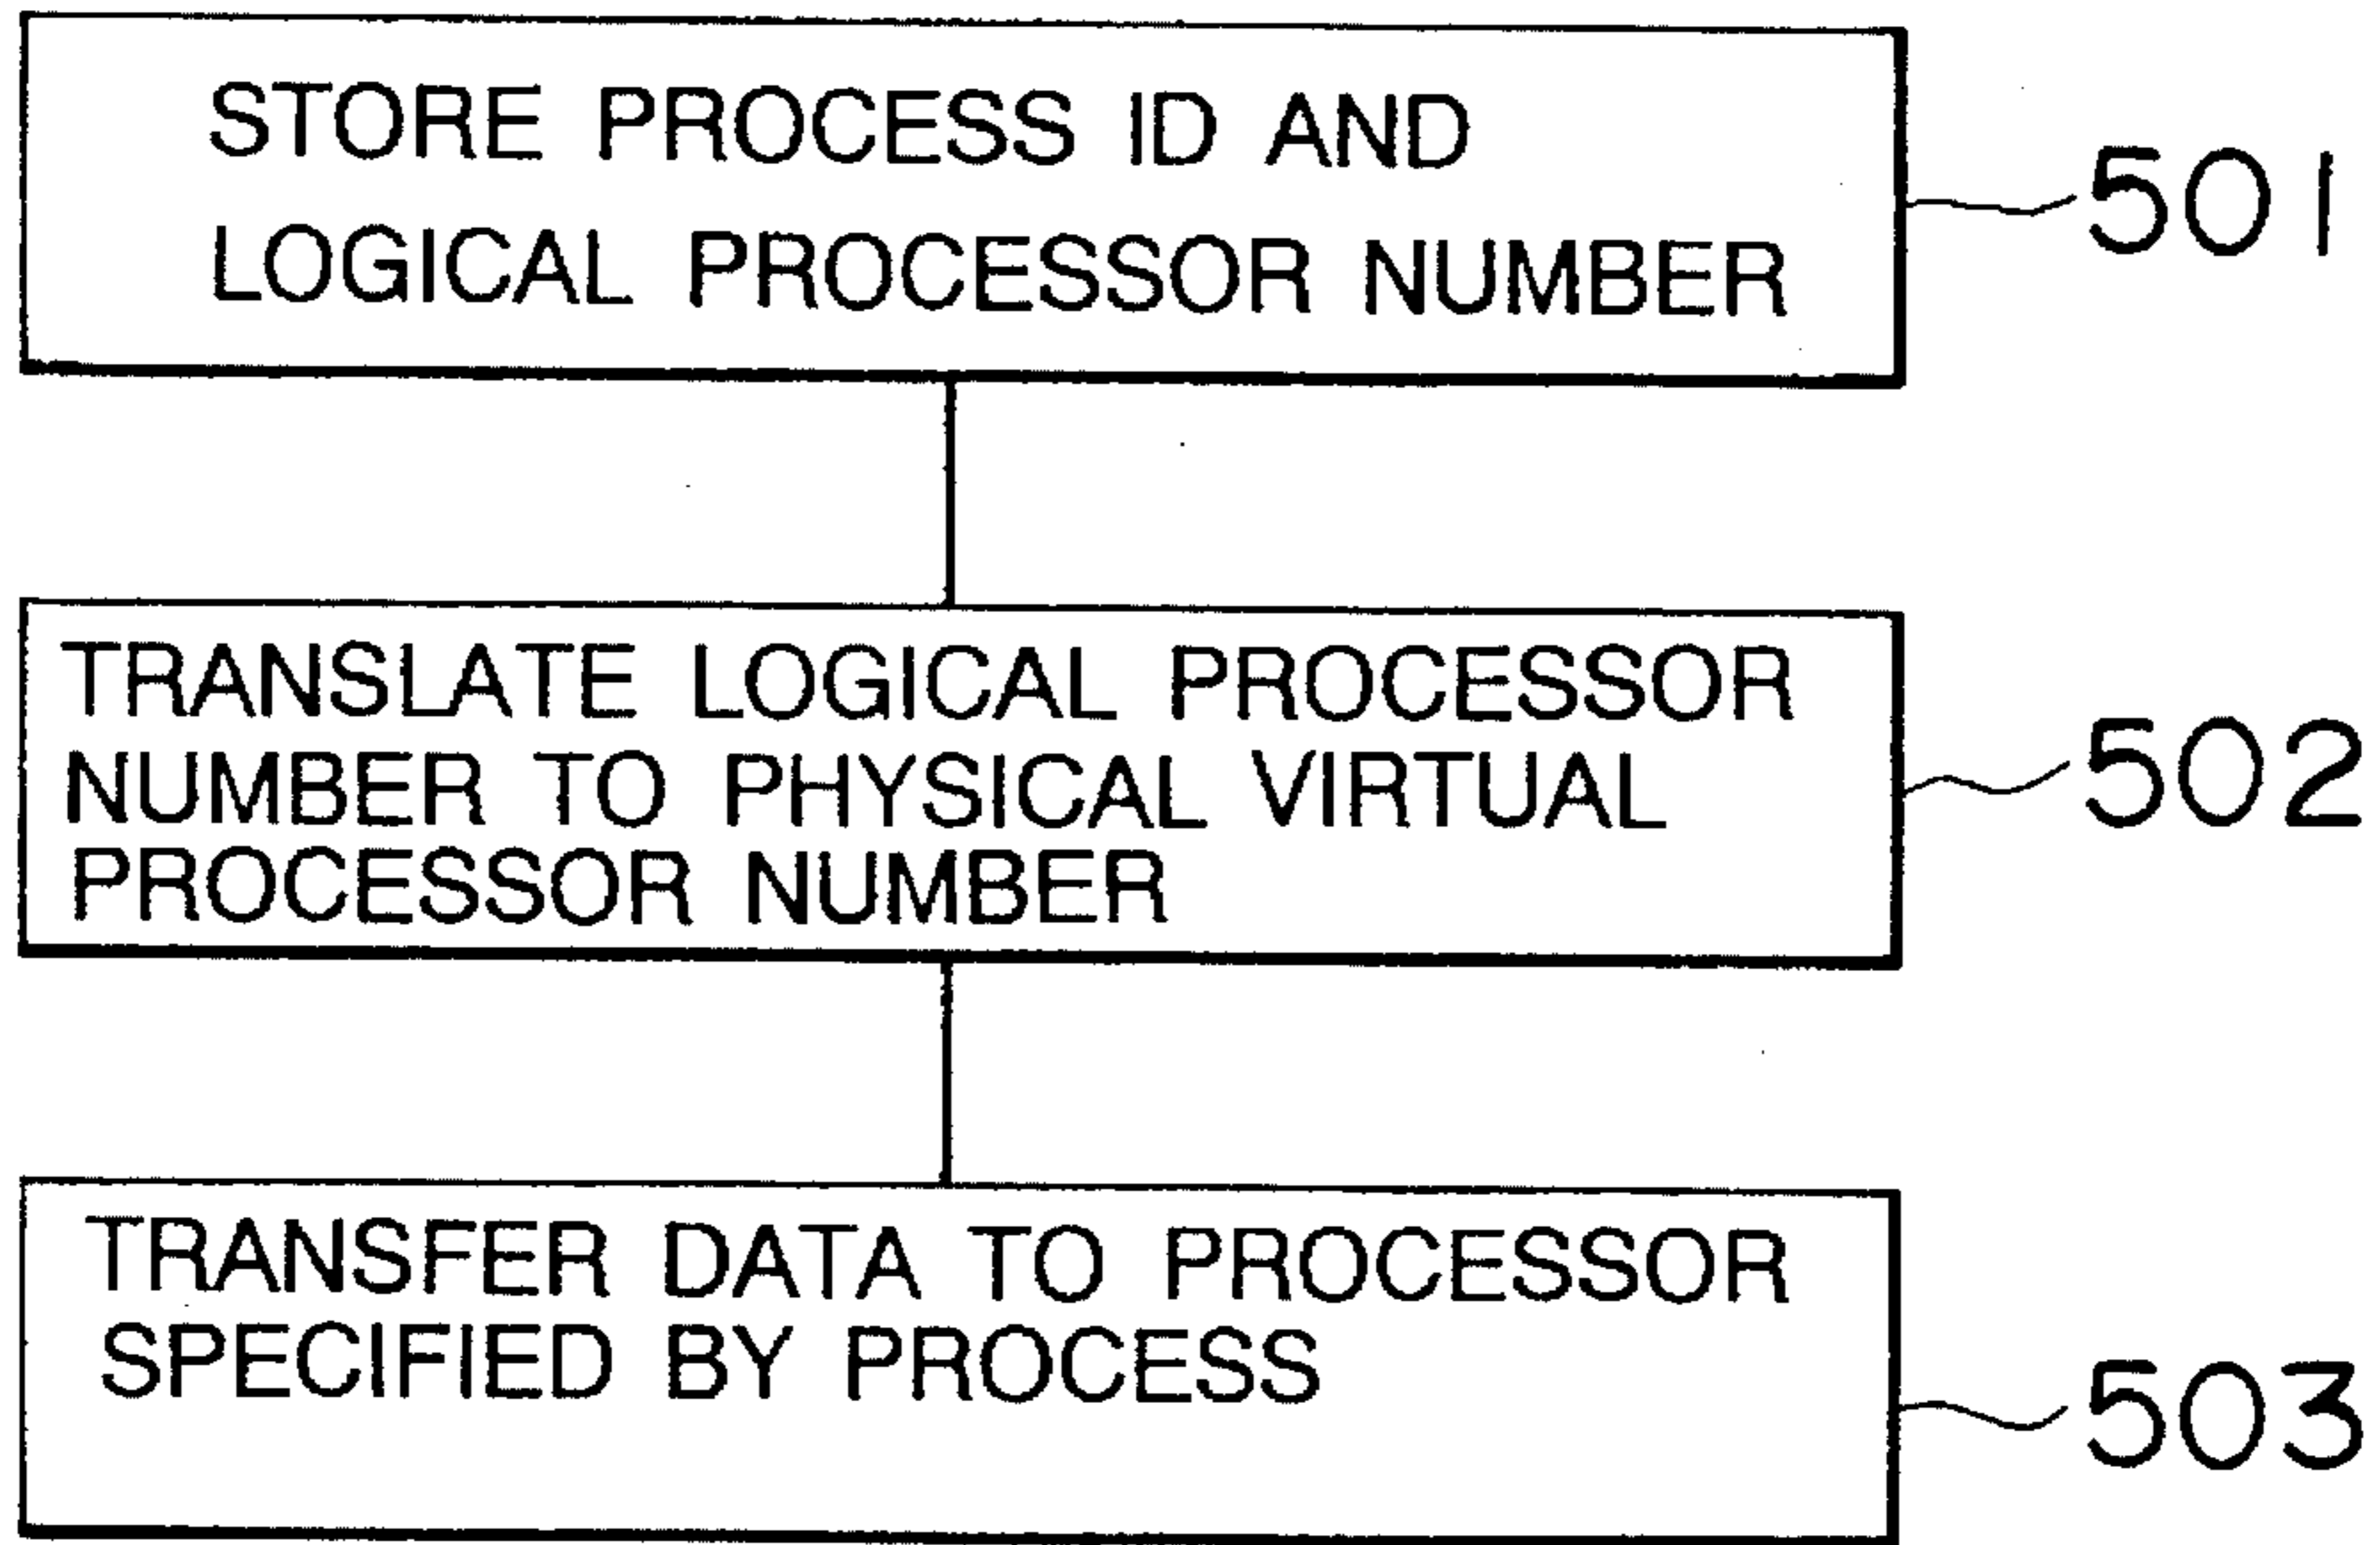 STORE PROCESS ID AND
LOGICAL PROCESSOR NUMBER
501
TRANSLATE LOGICAL PROCESSOR
NUMBER TO PHYSICAL VIRTUAL
PROCESSOR NUMBER
502
TRANSFER DATA TO PROCESSOR
SPECIFIED BY PROCESS
503